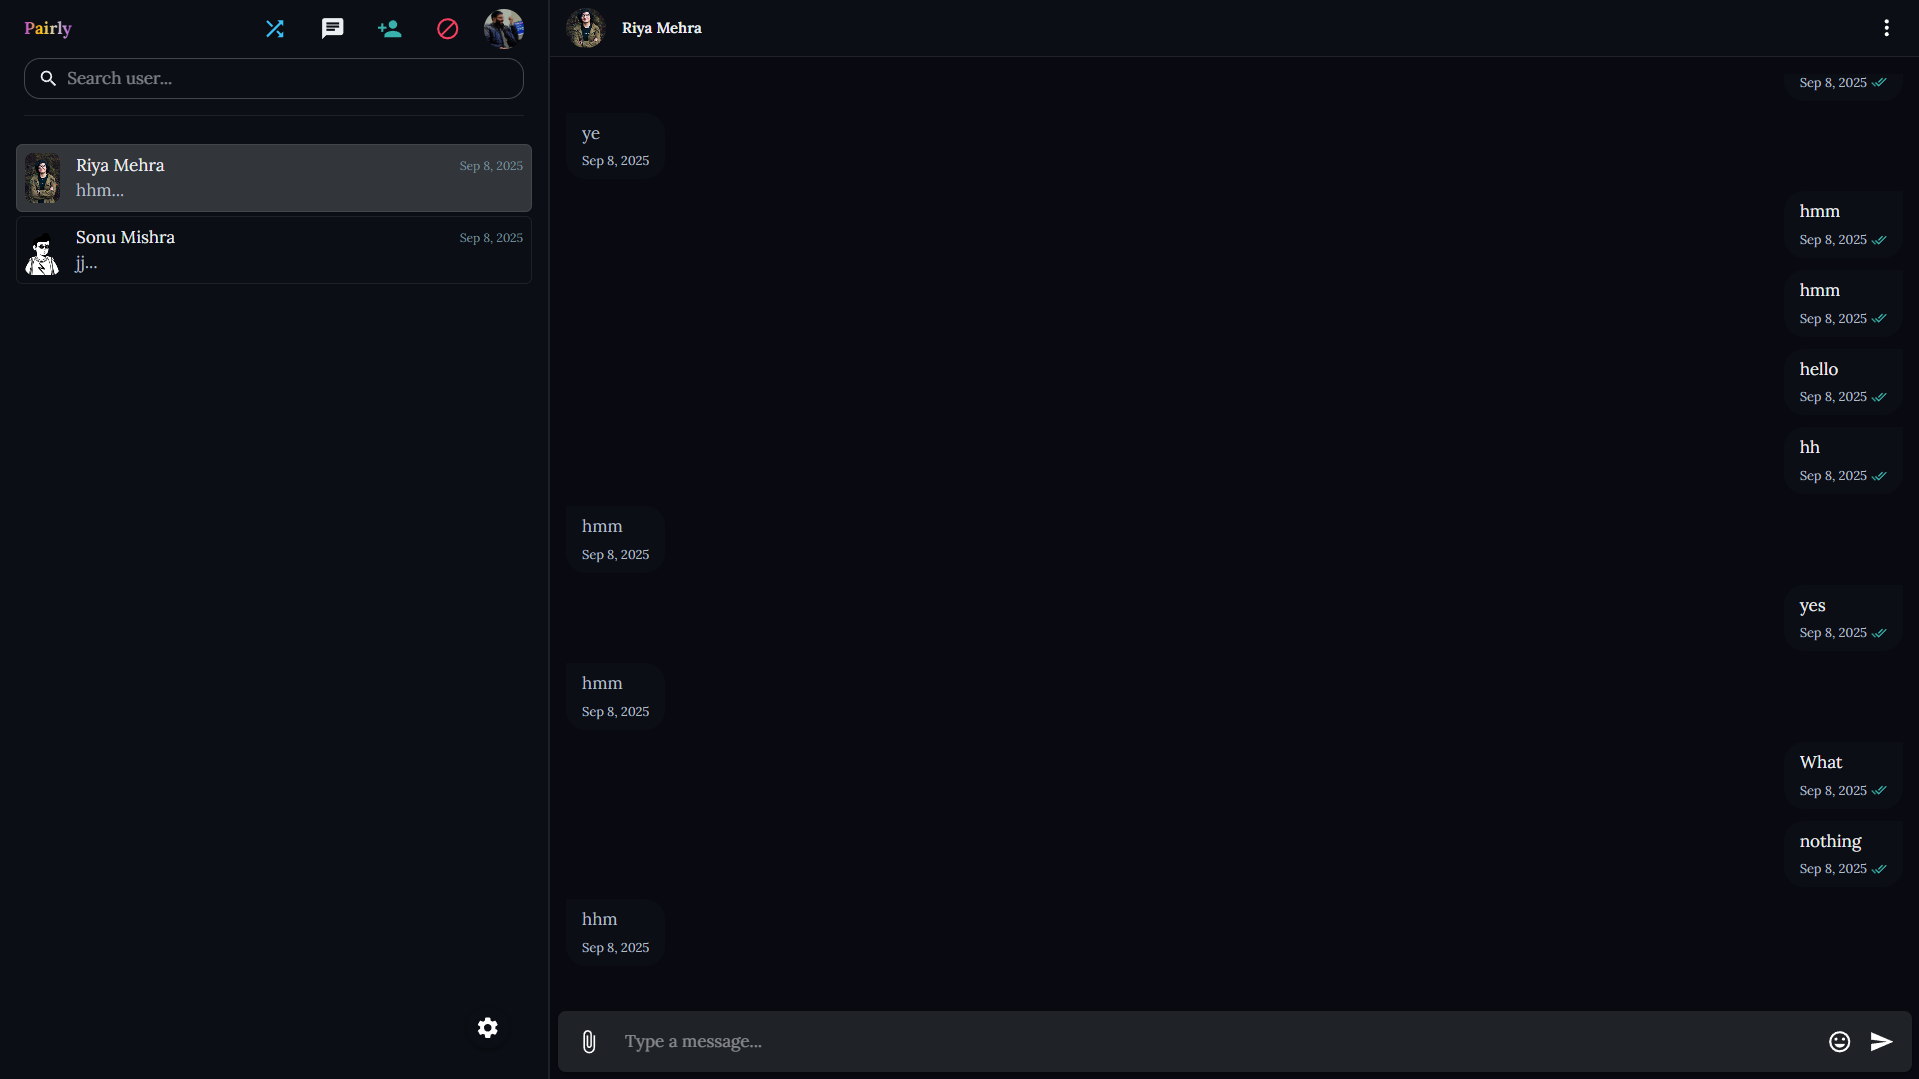 Pairly
Search user...
Riya Mehra
Sep 8, 2025
hhm...
Sonu Mishra
Sep 8, 2025
jj...
Riya Mehra
Sep 8, 2025
ye
Sep 8, 2025
hmm
Sep 8, 2025
hmm
Sep 8, 2025
hello
Sep 8, 2025
hh
Sep 8, 2025
hmm
Sep 8, 2025
yes
Sep 8, 2025
hmm
Sep 8, 2025
What
Sep 8, 2025
nothing
Sep 8, 2025
hhm
Sep 8, 2025
Type a message...